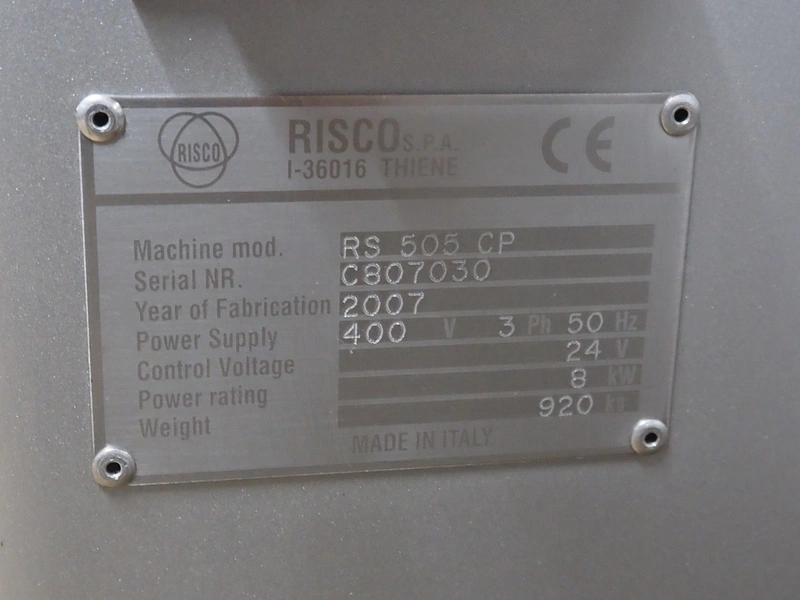 RISCO
RISCO S.P.A.
I-36016 THIENE
CE
Machine mod. RS 505 CP
Serial NR. C807030
Year of Fabrication 2007
Power Supply 400 V 3 Ph 50 Hz
Control Voltage 24 V
Power rating 8 kW
Weight 920 kg
MADE IN ITALY